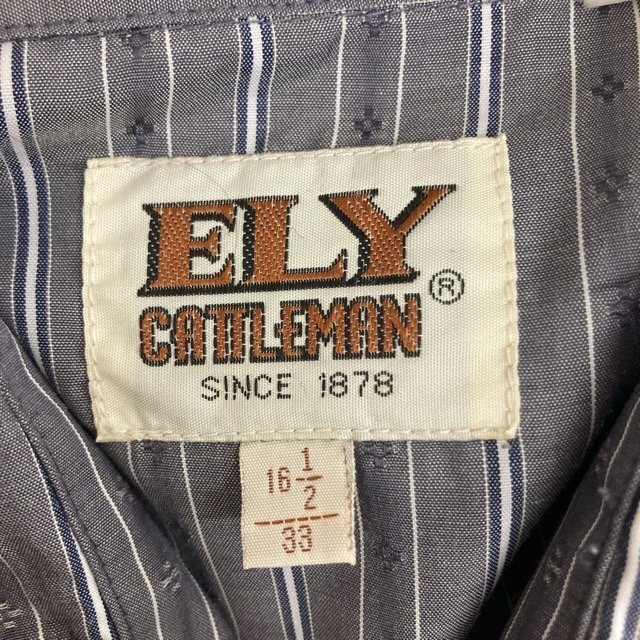 ELY
CATTLEMAN®
SINCE 1878
16 1/2
33